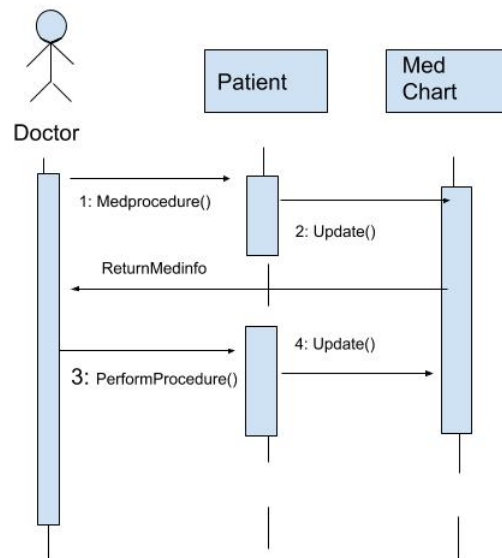 Patient
Med
Chart
Doctor
1: Medprocedure()
2: Update()
ReturnMedinfo
4: Update()
3: PerformProcedure()